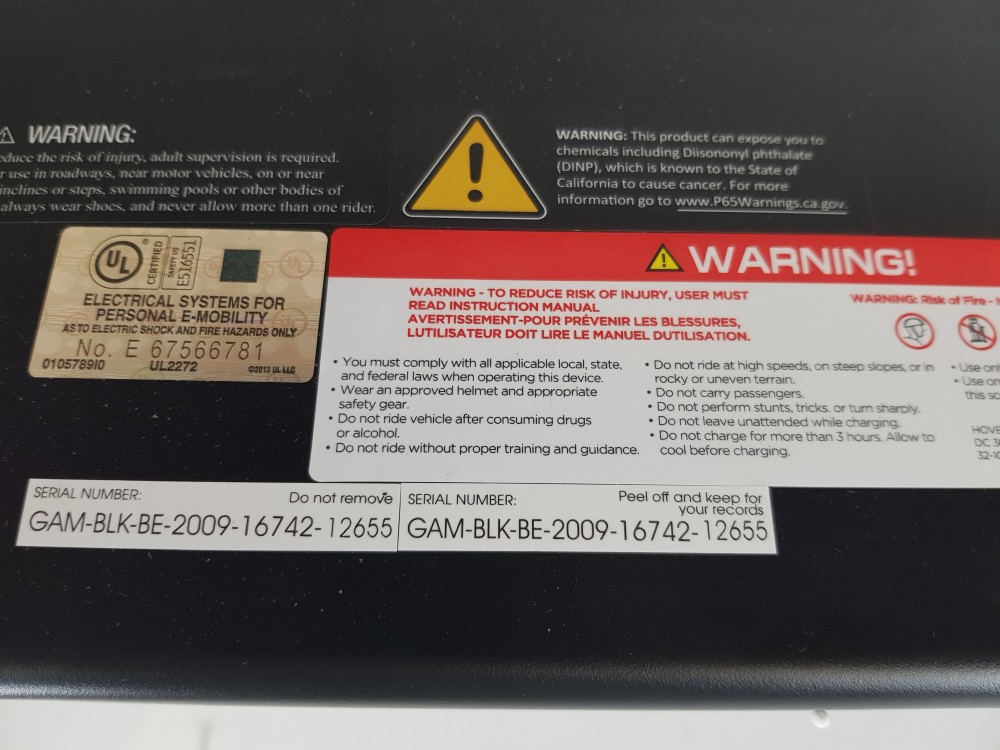 WARNING:
educe the risk of injury, adult supervision is required.
r use in roadways, near motor vehicles, on or near
inclines or steps, swimming pools or other bodies of
always wear shoes, and never allow more than one rider.
WARNING: This product can expose you to
chemicals including Diisononyl phthalate
(DINP), which is known to the State of
California to cause cancer. For more
information go to www.P65Warnings.ca.gov.
UL
®
CERTIFIED
SAFETY US
E516551
UL
ELECTRICAL SYSTEMS FOR
PERSONAL E-MOBILITY
AS TO ELECTRIC SHOCK AND FIRE HAZARDS ONLY
No. E 67566781
010578910
UL2272
©2013 UL LLC
WARNING!
WARNING - TO REDUCE RISK OF INJURY, USER MUST
READ INSTRUCTION MANUAL
AVERTISSEMENT-POUR PRÉVENIR LES BLESSURES,
LUTILISATEUR DOIT LIRE LE MANUEL DUTILISATION.
• You must comply with all applicable local, state,
and federal laws when operating this device.
• Wear an approved helmet and appropriate
safety gear.
• Do not ride vehicle after consuming drugs
or alcohol.
• Do not ride without proper training and guidance.
• Do not ride at high speeds, on steep slopes, or in
rocky or uneven terrain.
• Do not carry passengers.
• Do not perform stunts, tricks, or turn sharply.
• Do not leave unattended while charging.
• Do not charge for more than 3 hours. Allow to
cool before charging.
WARNING: Risk of Fire -
• Use onl
• Use on
this sc
HOVE
DC 36
32-10
SERIAL NUMBER:
Do not remove
GAM-BLK-BE-2009-16742-12655
SERIAL NUMBER:
Peel off and keep for
your records
GAM-BLK-BE-2009-16742-12655